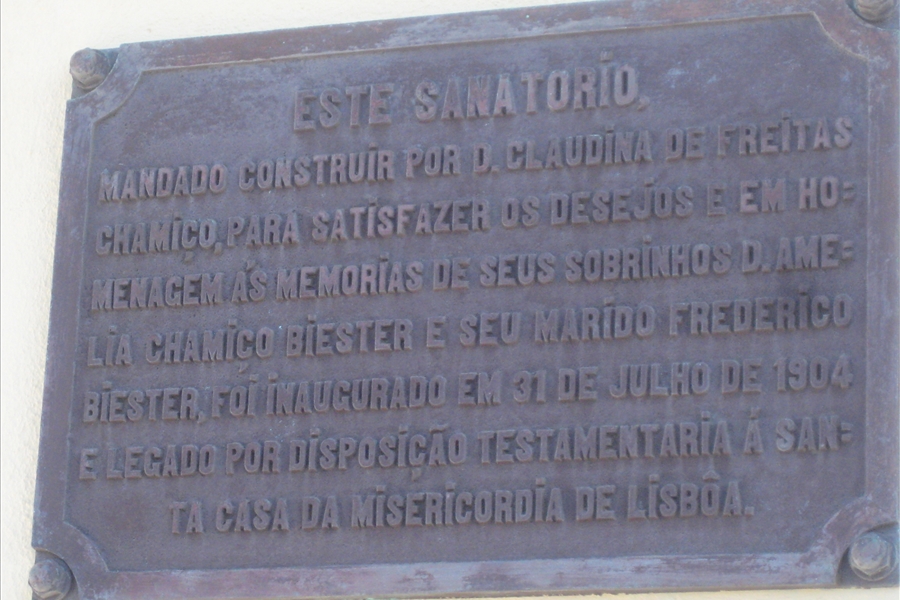 ESTE SANATORIO,
MANDADO CONSTRUIR POR D. CLAUDINA DE FREITAS
CHAMIÇO, PARA SATISFAZER OS DESEJOS E EM HO=
MENAGEM ÁS MEMORIAS DE SEUS SOBRINHOS D. AME=
LIA CHAMIÇO BIESTER E SEU MARIDO FREDERICO
BIESTER, FOI INAUGURADO EM 31 DE JULHO DE 1904
E LEGADO POR DISPOSIÇÃO TESTAMENTARIA Á SAN=
TA CASA DA MISERICORDIA DE LISBÔA.